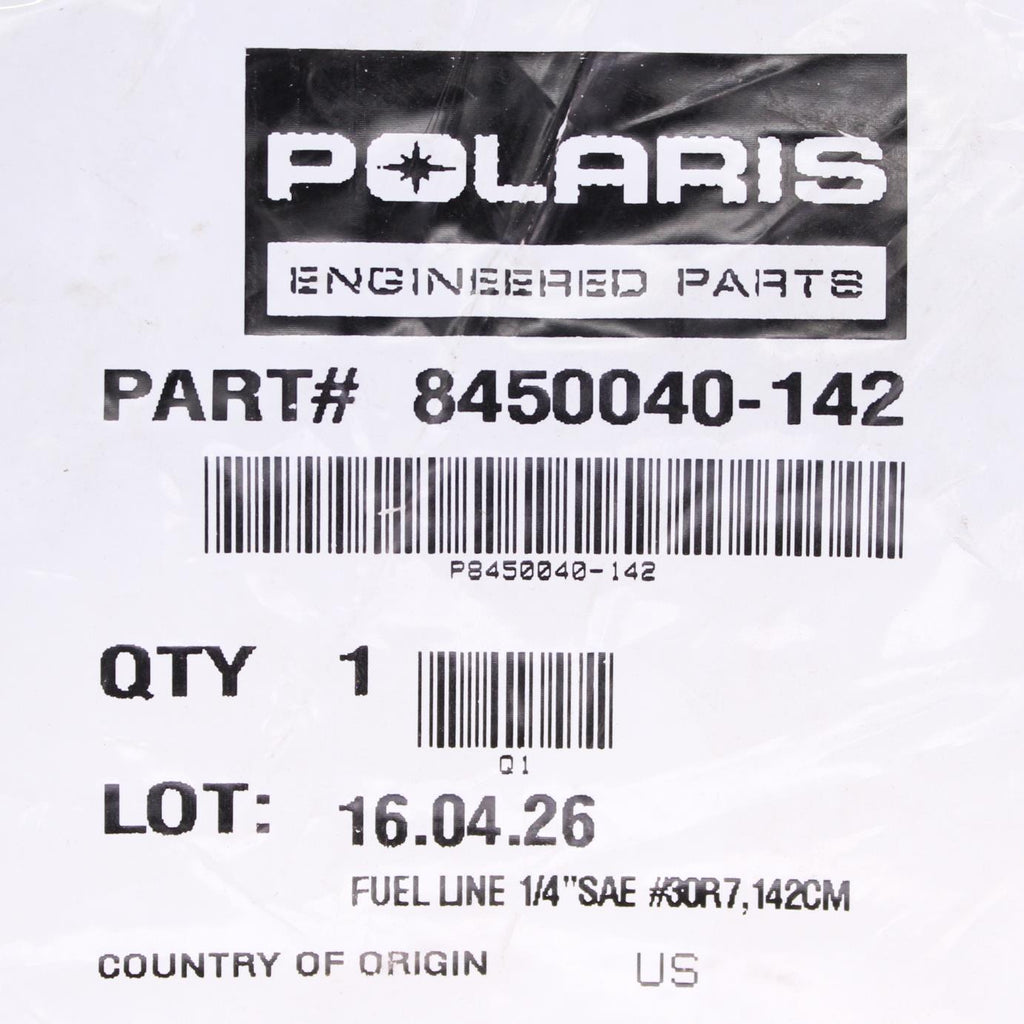 POLARIS
ENGINEERED PARTS
PART# 8450040-142
P8450040-142
QTY 1
Q1
LOT: 16.04.26
FUEL LINE 1/4"SAE #30R7,142CM
COUNTRY OF ORIGIN US